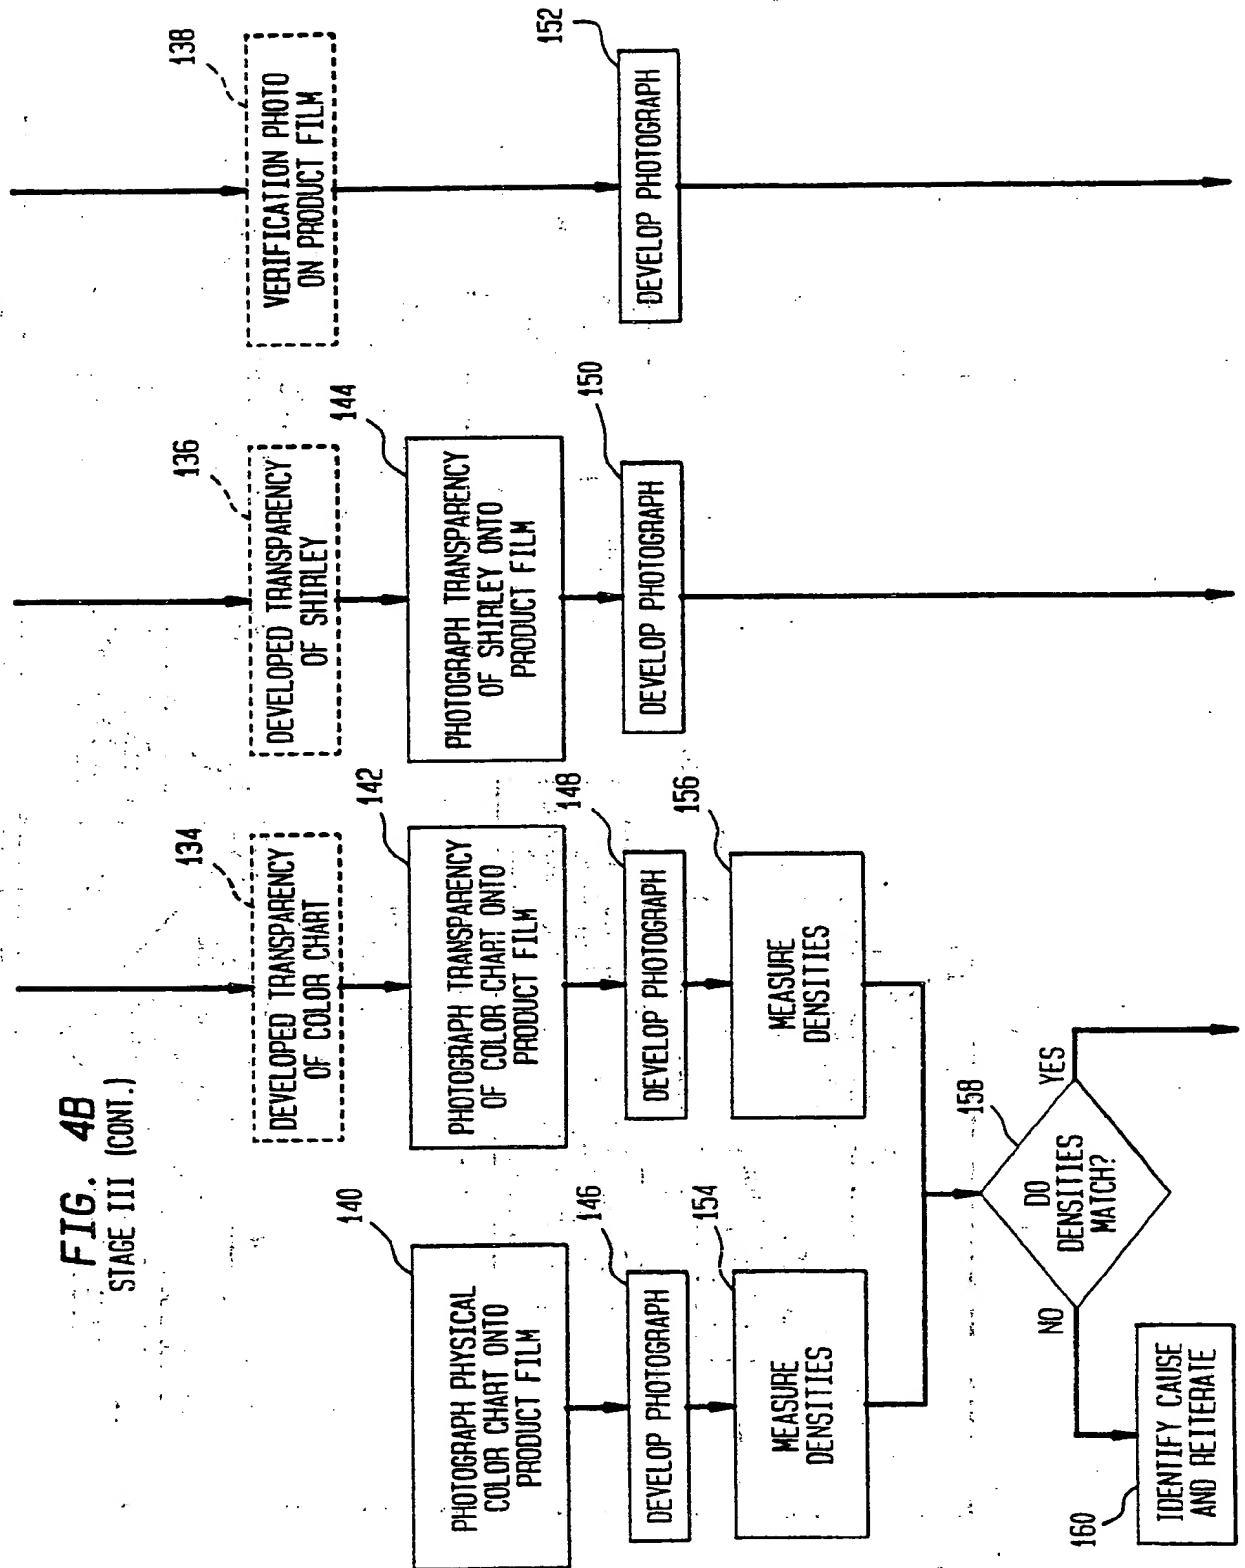 FIG. 4B
STAGE III (CONT.)
134
DEVELOPED TRANSPARENCY
OF COLOR CHART
136
DEVELOPED TRANSPARENCY
OF SHIRLEY
138
VERIFICATION PHOTO
ON PRODUCT FILM
140
PHOTOGRAPH PHYSICAL
COLOR CHART ONTO
PRODUCT FILM
142
PHOTOGRAPH TRANSPARENCY
OF COLOR CHART ONTO
PRODUCT FILM
144
PHOTOGRAPH TRANSPARENCY
OF SHIRLEY ONTO
PRODUCT FILM
146
DEVELOP PHOTOGRAPH
148
DEVELOP PHOTOGRAPH
150
DEVELOP PHOTOGRAPH
152
DEVELOP PHOTOGRAPH
154
MEASURE
DENSITIES
156
MEASURE
DENSITIES
158
DO
DENSITIES
MATCH?
NO
YES
160
IDENTIFY CAUSE
AND REITERATE